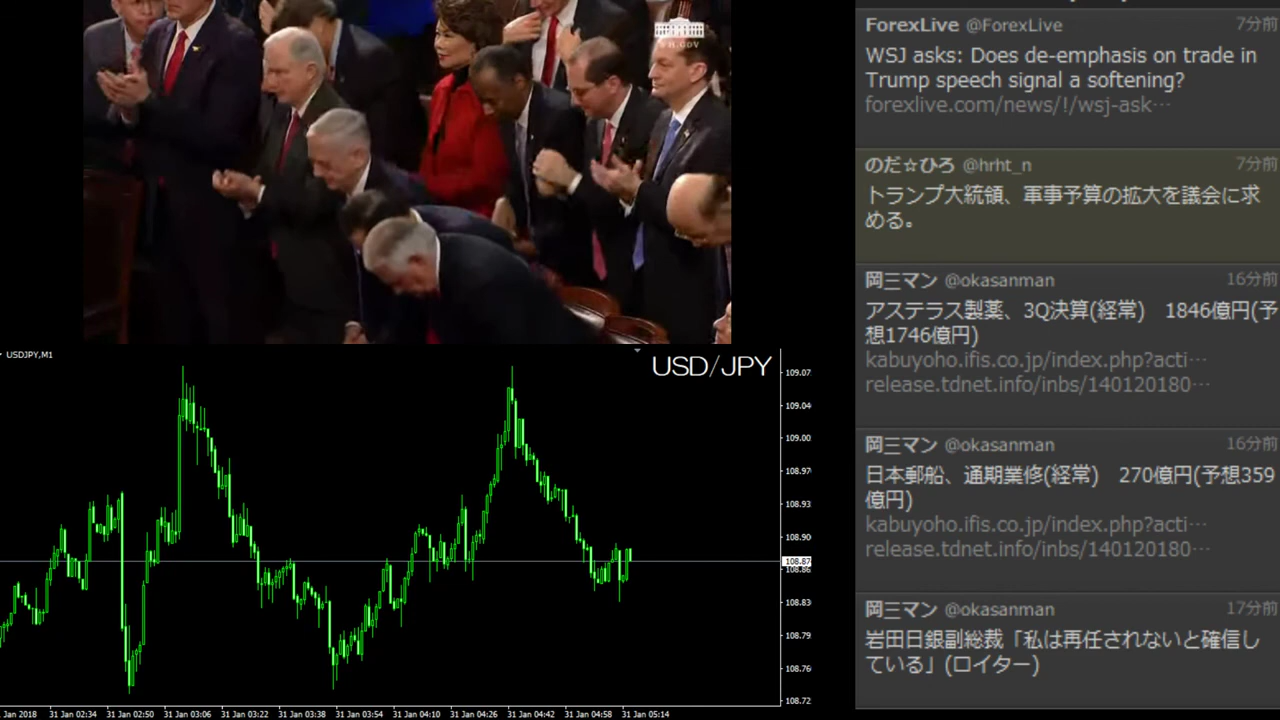 WH.GOV
ForexLive @ForexLive 7分前
WSJ asks: Does de-emphasis on trade in
Trump speech signal a softening?
forexlive.com/news/!/wsj-ask…
のだ☆ひろ @hrht_n 7分前
トランプ大統領、軍事予算の拡大を議会に求
める。
岡三マン @okasanman 16分前
アステラス製薬、3Q決算(経常) 1846億円(予
想1746億円)
kabuyoho.ifis.co.jp/index.php?acti…
release.tdnet.info/inbs/140120180…
岡三マン @okasanman 16分前
日本郵船、通期業修(経常) 270億円(予想359
億円)
kabuyoho.ifis.co.jp/index.php?acti…
release.tdnet.info/inbs/140120180…
岡三マン @okasanman 17分前
岩田日銀副総裁「私は再任されないと確信し
ている」(ロイター)
USDJPY,M1
USD/JPY
109.07
109.04
109.00
108.97
108.93
108.90
108.87
108.86
108.83
108.79
108.76
108.72
Jan 2018 31 Jan 02:34 31 Jan 02:50 31 Jan 03:06 31 Jan 03:22 31 Jan 03:38 31 Jan 03:54 31 Jan 04:10 31 Jan 04:26 31 Jan 04:42 31 Jan 04:58 31 Jan 05:14